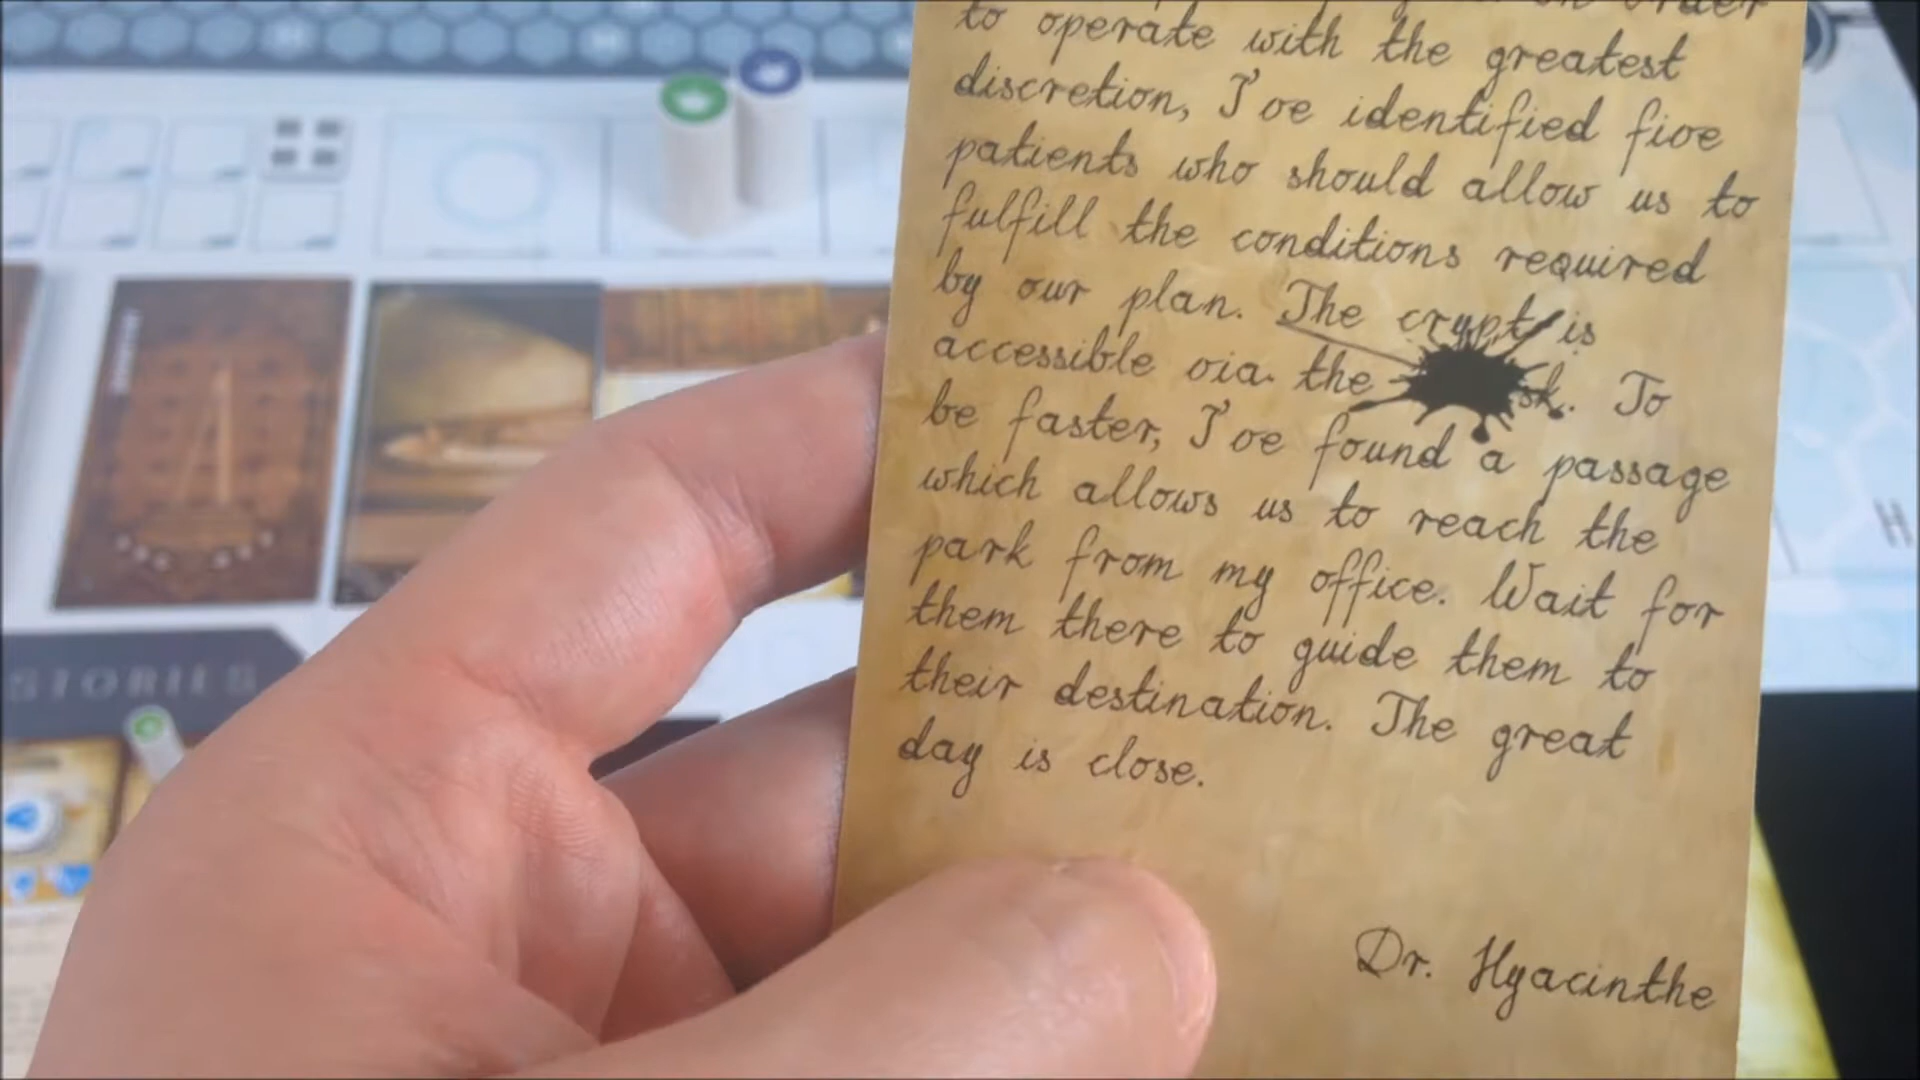 to operate with the greatest
discretion, I've identified five
patients who should allow us to
fulfill the conditions required
by our plan. The crypt is
accessible via the sk. To
be faster, I've found a passage
which allows us to reach the
park from my office. Wait for
them there to guide them to
their destination. The great
day is close.
Dr. Hyacinthe
STORIES
H